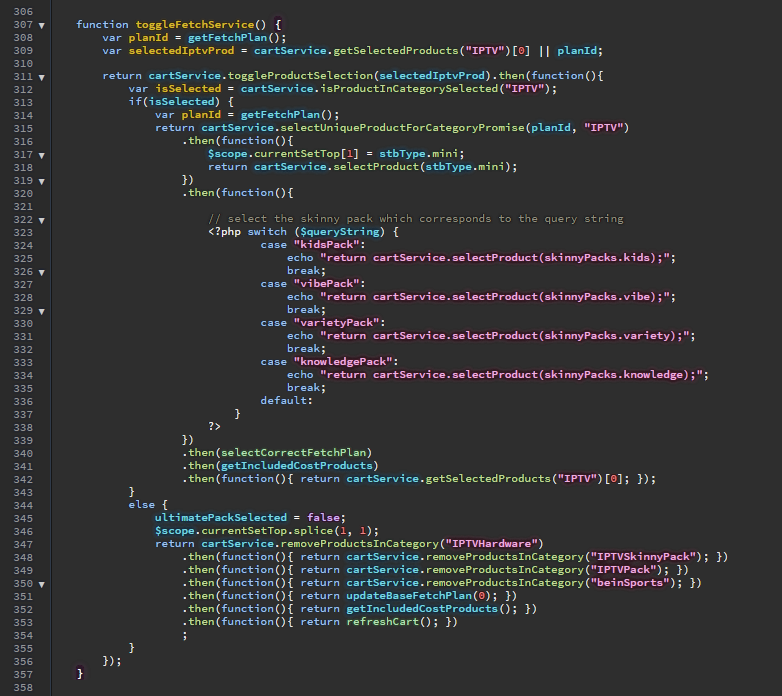 306
307 ▼ function toggleFetchService() {
308 var planId = getFetchPlan();
309 var selectedIptvProd = cartService.getSelectedProducts("IPTV")[0] || planId;
310
311 ▼ return cartService.toggleProductSelection(selectedIptvProd).then(function(){
312 var isSelected = cartService.isProductInCategorySelected("IPTV");
313 if(isSelected) {
314 var planId = getFetchPlan();
315 return cartService.selectUniqueProductForCategoryPromise(planId, "IPTV")
316 .then(function(){
317 ▼ $scope.currentSetTop[1] = stbType.mini;
318 return cartService.selectProduct(stbType.mini);
319 ▼ })
320 .then(function(){
321
322 ▼ // select the skinny pack which corresponds to the query string
323 <?php switch ($queryString) {
324 case "kidsPack":
325 echo "return cartService.selectProduct(skinnyPacks.kids);";
326 ▼ break;
327 case "vibePack":
328 echo "return cartService.selectProduct(skinnyPacks.vibe);";
329 ▼ break;
330 case "varietyPack":
331 echo "return cartService.selectProduct(skinnyPacks.variety);";
332 break;
333 case "knowledgePack":
334 echo "return cartService.selectProduct(skinnyPacks.knowledge);";
335 break;
336 default:
337 }
338 ?>
339 })
340 .then(selectCorrectFetchPlan)
341 .then(getIncludedCostProducts)
342 .then(function(){ return cartService.getSelectedProducts("IPTV")[0]; });
343 }
344 else {
345 ultimatePackSelected = false;
346 $scope.currentSetTop.splice(1, 1);
347 return cartService.removeProductsInCategory("IPTVHardware")
348 .then(function(){ return cartService.removeProductsInCategory("IPTVSkinnyPack"); })
349 .then(function(){ return cartService.removeProductsInCategory("IPTVPack"); })
350 ▼ .then(function(){ return cartService.removeProductsInCategory("beinSports"); })
351 .then(function(){ return updateBaseFetchPlan(0); })
352 .then(function(){ return getIncludedCostProducts(); })
353 .then(function(){ return refreshCart(); })
354 ;
355 }
356 });
357 }
358